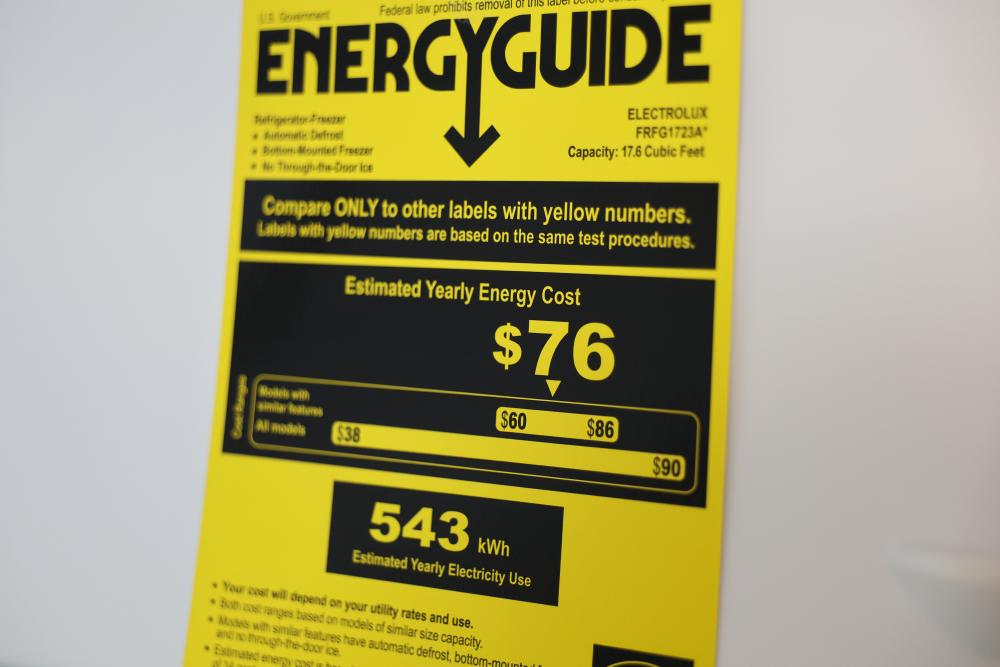 U.S. Government
Federal law prohibits removal of this label before
ENERGYGUIDE
Refrigerator-Freezer
• Automatic Defrost
• Bottom-Mounted Freezer
• No Through-the-Door Ice
ELECTROLUX
FRFG1723A*
Capacity: 17.6 Cubic Feet
Compare ONLY to other labels with yellow numbers.
Labels with yellow numbers are based on the same test procedures.
Estimated Yearly Energy Cost
$76
Cost Ranges
Models with
similar features
$60 $86
All models
$38 $90
543 kWh
Estimated Yearly Electricity Use
• Your cost will depend on your utility rates and use.
• Both cost ranges based on models of similar size capacity.
• Models with similar features have automatic defrost, bottom-mounted
and no through-the-door ice.
• Estimated energy cost is